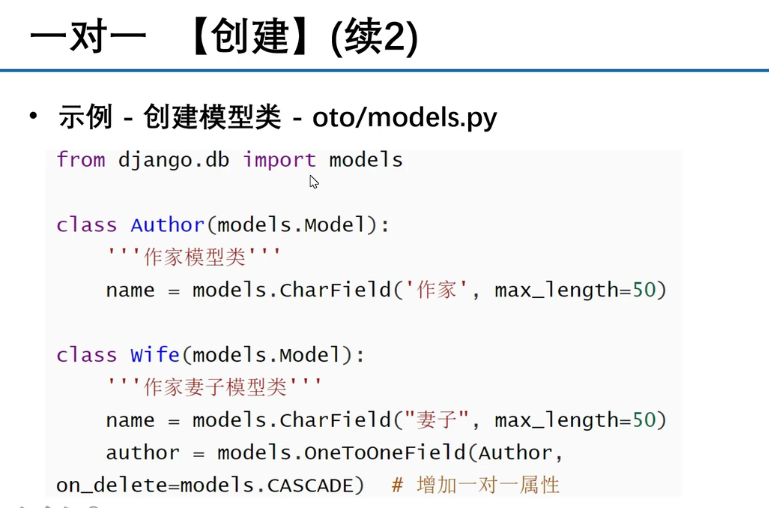 一对一 【创建】(续2)
• 示例 - 创建模型类 - oto/models.py
from django.db import models
class Author(models.Model):
'''作家模型类'''
name = models.CharField('作家', max_length=50)
class Wife(models.Model):
'''作家妻子模型类'''
name = models.CharField("妻子", max_length=50)
author = models.OneToOneField(Author,
on_delete=models.CASCADE)  # 增加一对一属性